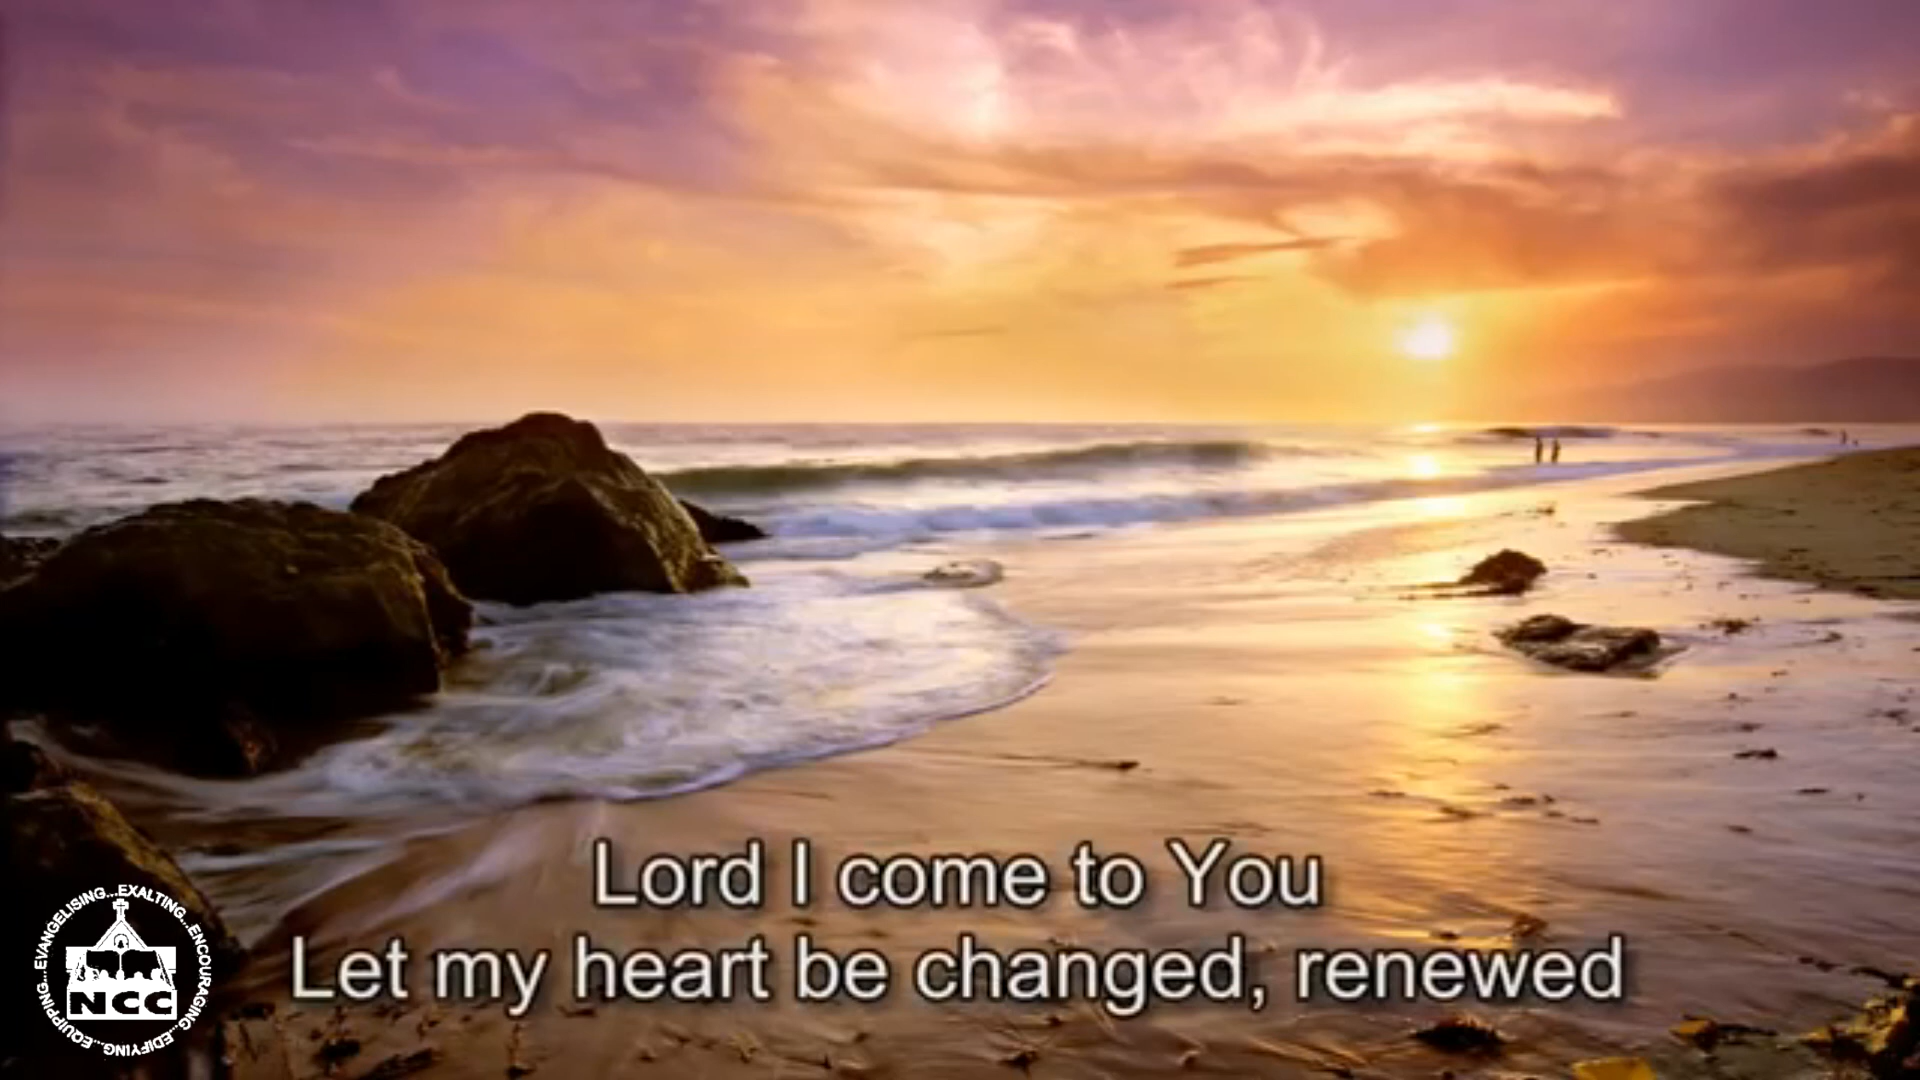 Lord I come to You
Let my heart be changed, renewed
EVANGELISING...EXALTING...ENCOURAGING...EDIFYING...EQUIPPING...
NCC